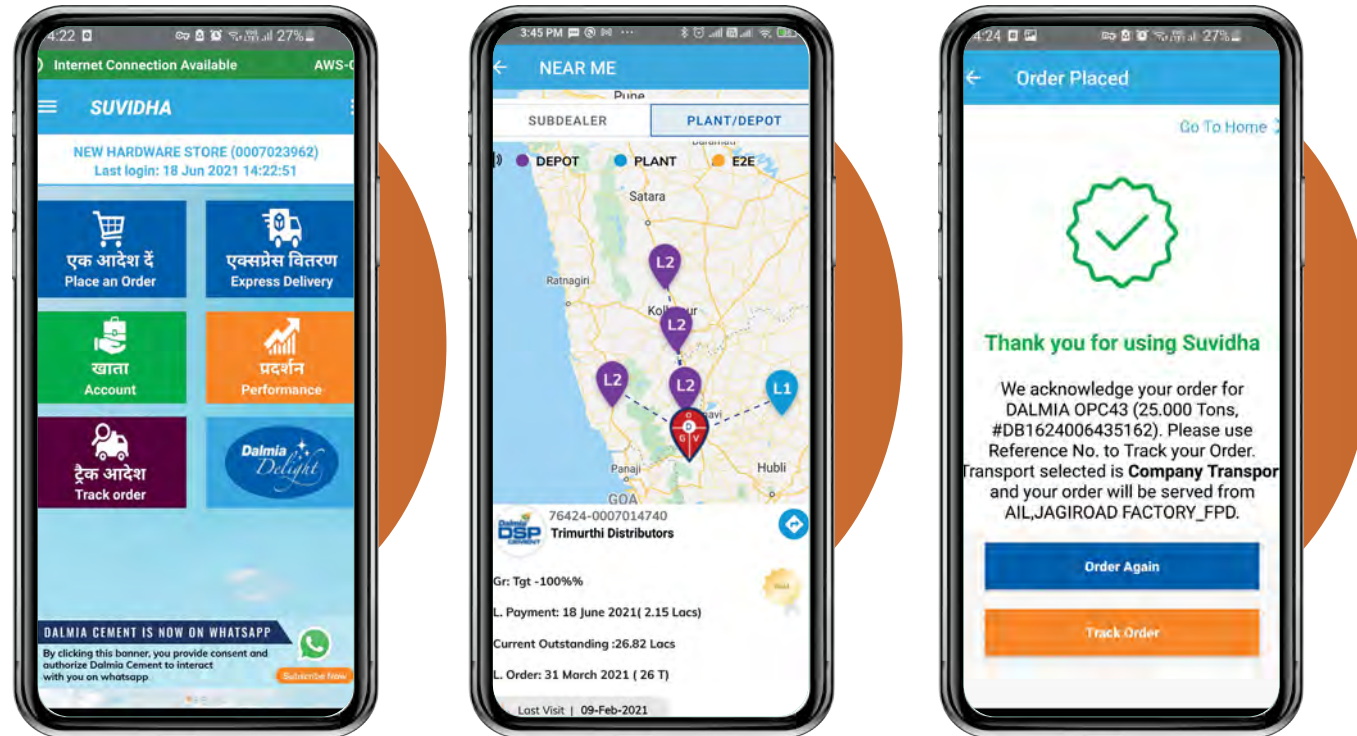 4:22
27%
Internet Connection Available
SUVIDHA
NEW HARDWARE STORE (0007023962)
Last login: 18 Jun 2021 14:22:51
एक आदेश दें
Place an Order
एक्सप्रेस वितरण
Express Delivery
खाता
Account
प्रदर्शन
Performance
ट्रैक आदेश
Track order
Dalmia
Delight
DALMIA CEMENT IS NOW ON WHATSAPP
By clicking this banner, you provide consent and
authorize Dalmia Cement to interact
with you on whatsapp
Subscribe Now
3:45 PM
NEAR ME
Pune
SUBDEALER
PLANT/DEPOT
DEPOT
PLANT
E2E
Satara
L2
Ratnagiri
L2
L2
L2
L1
O
D
G V
Panaji
Hubli
GOA
Dalmia
DSP
CEMENT
76424-0007014740
Trimurthi Distributors
Gr: Tgt -100%%
L. Payment: 18 June 2021( 2.15 Lacs)
Current Outstanding :26.82 Lacs
L. Order: 31 March 2021 ( 26 T)
Last Visit | 09-Feb-2021
4:24
27%
Order Placed
Go To Home
Thank you for using Suvidha
We acknowledge your order for
DALMIA OPC43 (25.000 Tons,
#DB1624006435162). Please use
Reference No. to Track your Order.
Transport selected is Company Transpor
and your order will be served from
AIL,JAGIROAD FACTORY_FPD.
Order Again
Track Order